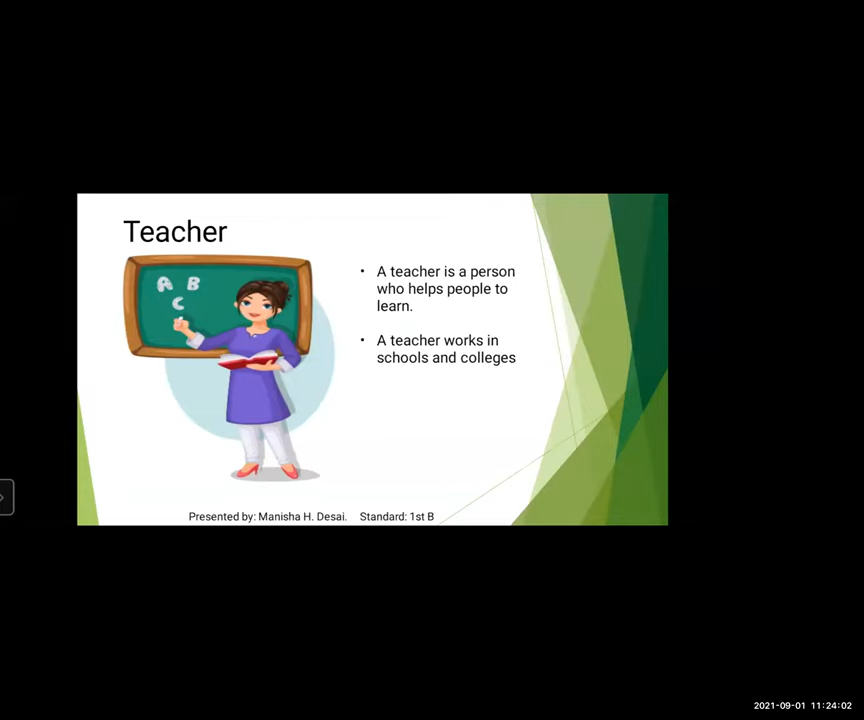 Teacher
A B
C
• A teacher is a person
who helps people to
learn.
• A teacher works in
schools and colleges
Presented by: Manisha H. Desai. Standard: 1st B
2021-09-01 11:24:02